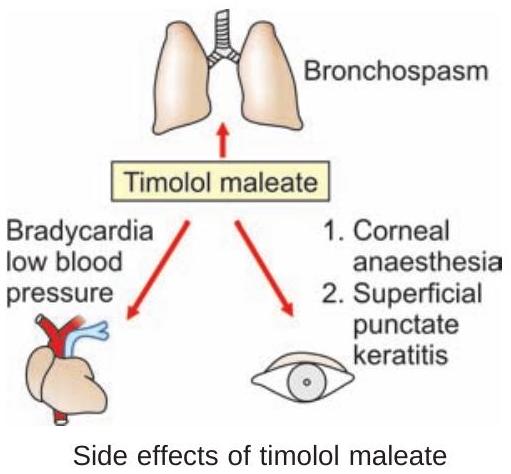 Bronchospasm
Timolol maleate
Bradycardia
low blood
pressure
1. Corneal
anaesthesia
2. Superficial
punctate
keratitis
Side effects of timolol maleate